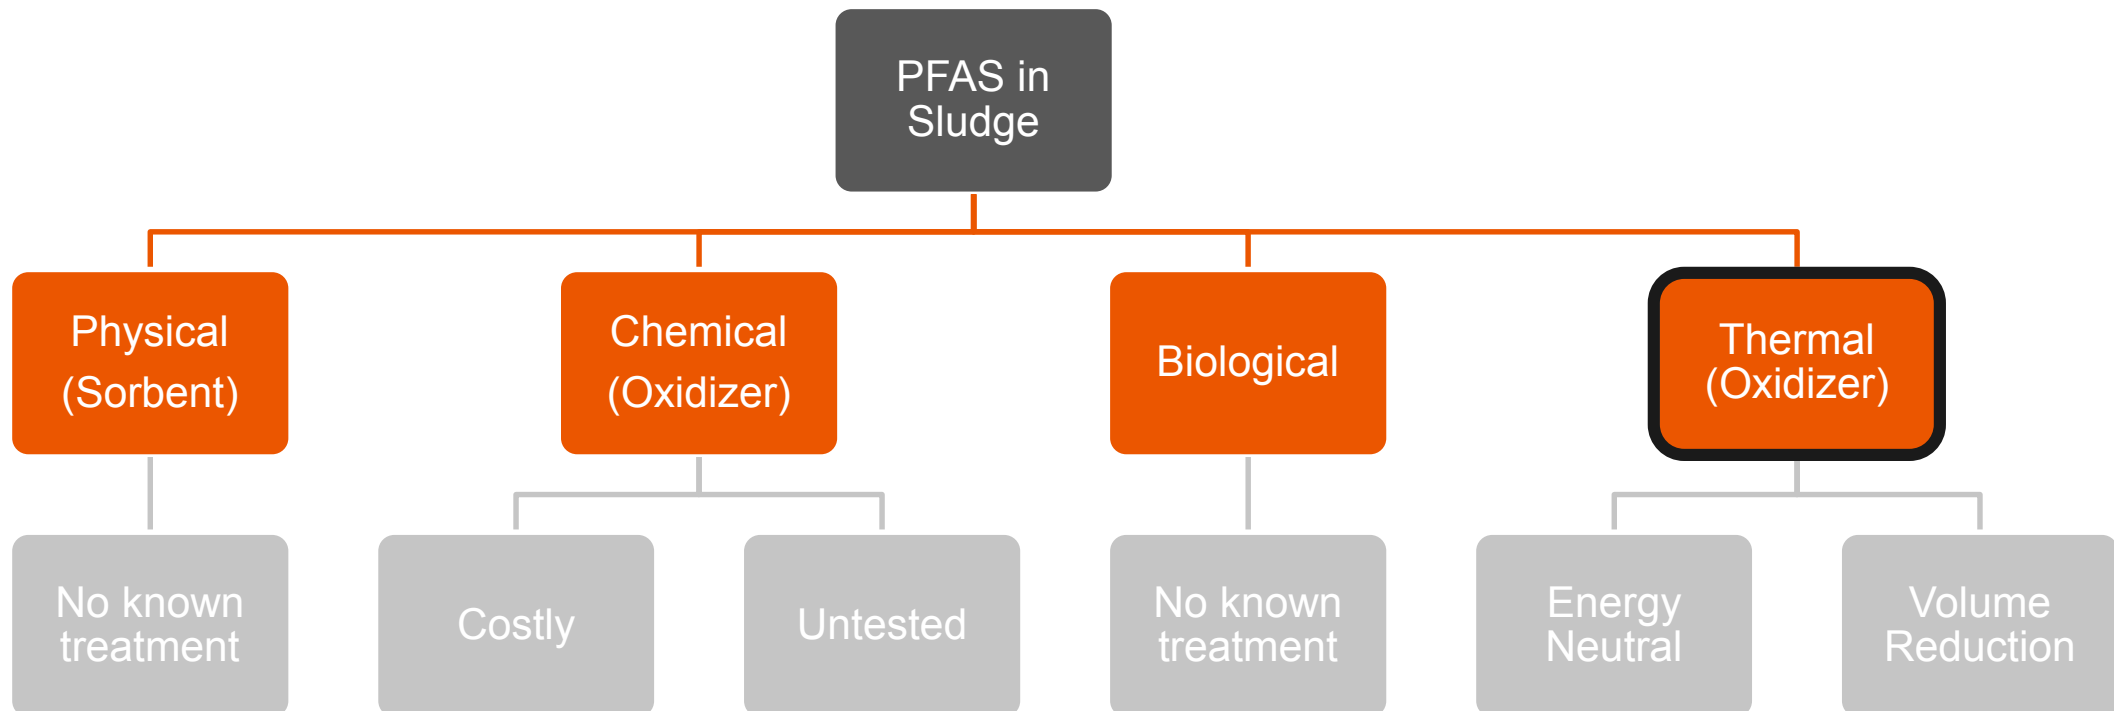 PFAS in
Sludge
Physical
(Sorbent)
Chemical
(Oxidizer)
Biological
Thermal
(Oxidizer)
No known
treatment
Costly
Untested
No known
treatment
Energy
Neutral
Volume
Reduction